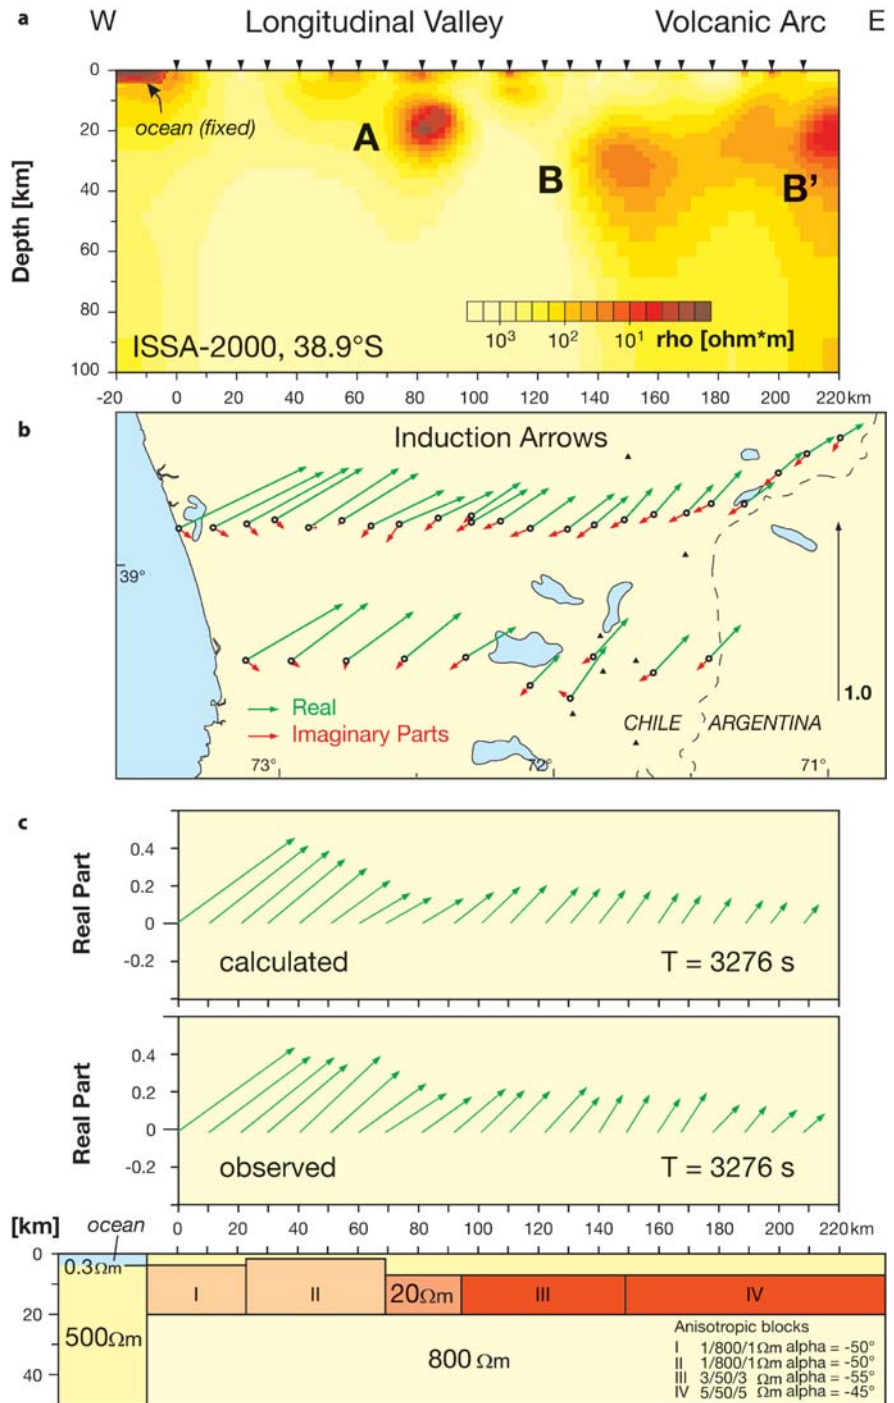 a
W Longitudinal Valley Volcanic Arc E
0
20
40
60
80
100
Depth [km]
ocean (fixed)
A
B
B’
10³ 10² 10¹ rho [ohm*m]
ISSA-2000, 38.9°S
-20 0 20 40 60 80 100 120 140 160 180 200 220 km
b
Induction Arrows
39°
1.0
Real
Imaginary Parts
CHILE ARGENTINA
73° 72° 71°
c
Real Part
0.4
0.2
0
-0.2
calculated T = 3276 s
Real Part
0.4
0.2
0
-0.2
observed T = 3276 s
[km] ocean 0 20 40 60 80 100 120 140 160 180 200 220 km
0
20
40
0.3Ωm
I II 20Ωm III IV
500Ωm
800 Ωm
Anisotropic blocks
I 1/800/1 Ωm alpha = -50°
II 1/800/1 Ωm alpha = -50°
III 3/50/3 Ωm alpha = -55°
IV 5/50/5 Ωm alpha = -45°